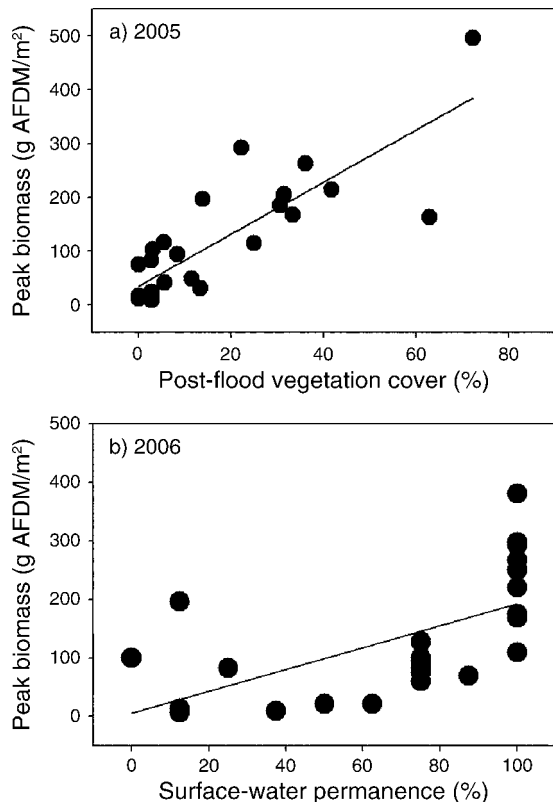 a) 2005
Peak biomass (g AFDM/m²)
500
400
300
200
100
0
0 20 40 60 80
Post-flood vegetation cover (%)
b) 2006
Peak biomass (g AFDM/m²)
500
400
300
200
100
0
0 20 40 60 80 100
Surface-water permanence (%)